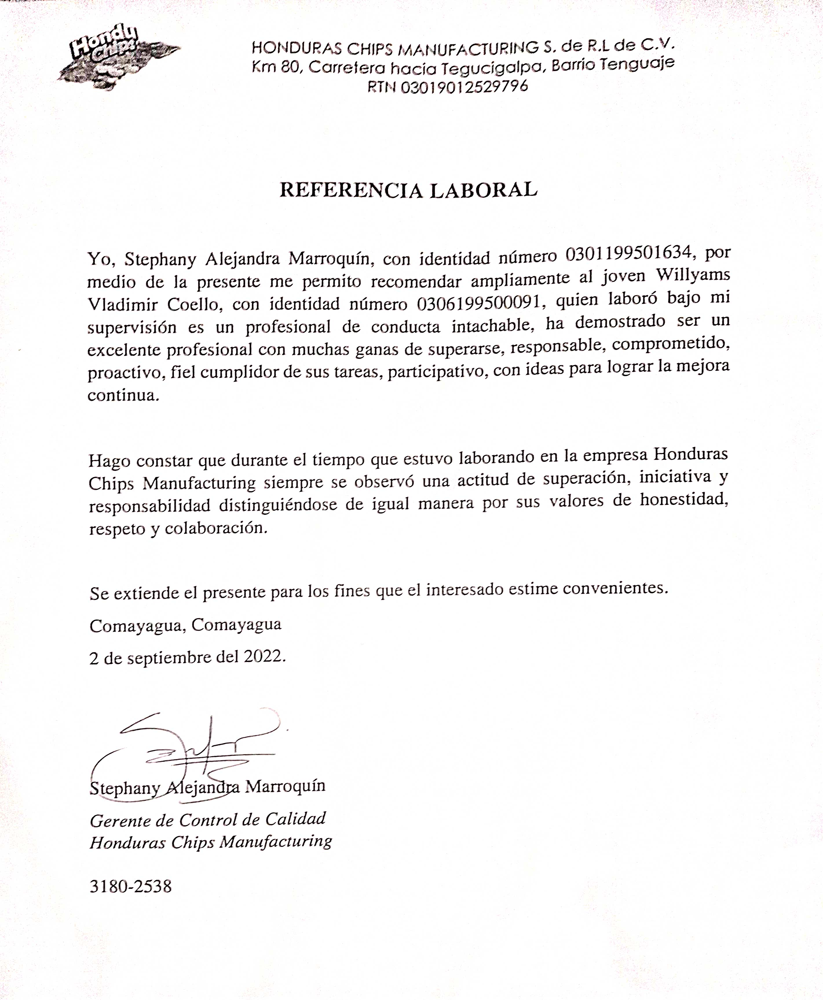 Hondy
Chips
HONDURAS CHIPS MANUFACTURING S. de R.L de C.V.
Km 80, Carretera hacia Tegucigalpa, Barrio Tenguaje
RTN 03019012529796
REFERENCIA LABORAL
Yo, Stephany Alejandra Marroquín, con identidad número 0301199501634, por
medio de la presente me permito recomendar ampliamente al joven Willyams
Vladimir Coello, con identidad número 0306199500091, quien laboró bajo mi
supervisión es un profesional de conducta intachable, ha demostrado ser un
excelente profesional con muchas ganas de superarse, responsable, comprometido,
proactivo, fiel cumplidor de sus tareas, participativo, con ideas para lograr la mejora
continua.
Hago constar que durante el tiempo que estuvo laborando en la empresa Honduras
Chips Manufacturing siempre se observó una actitud de superación, iniciativa y
responsabilidad distinguiéndose de igual manera por sus valores de honestidad,
respeto y colaboración.
Se extiende el presente para los fines que el interesado estime convenientes.
Comayagua, Comayagua
2 de septiembre del 2022.
Stephany Alejandra Marroquín
Gerente de Control de Calidad
Honduras Chips Manufacturing
3180-2538